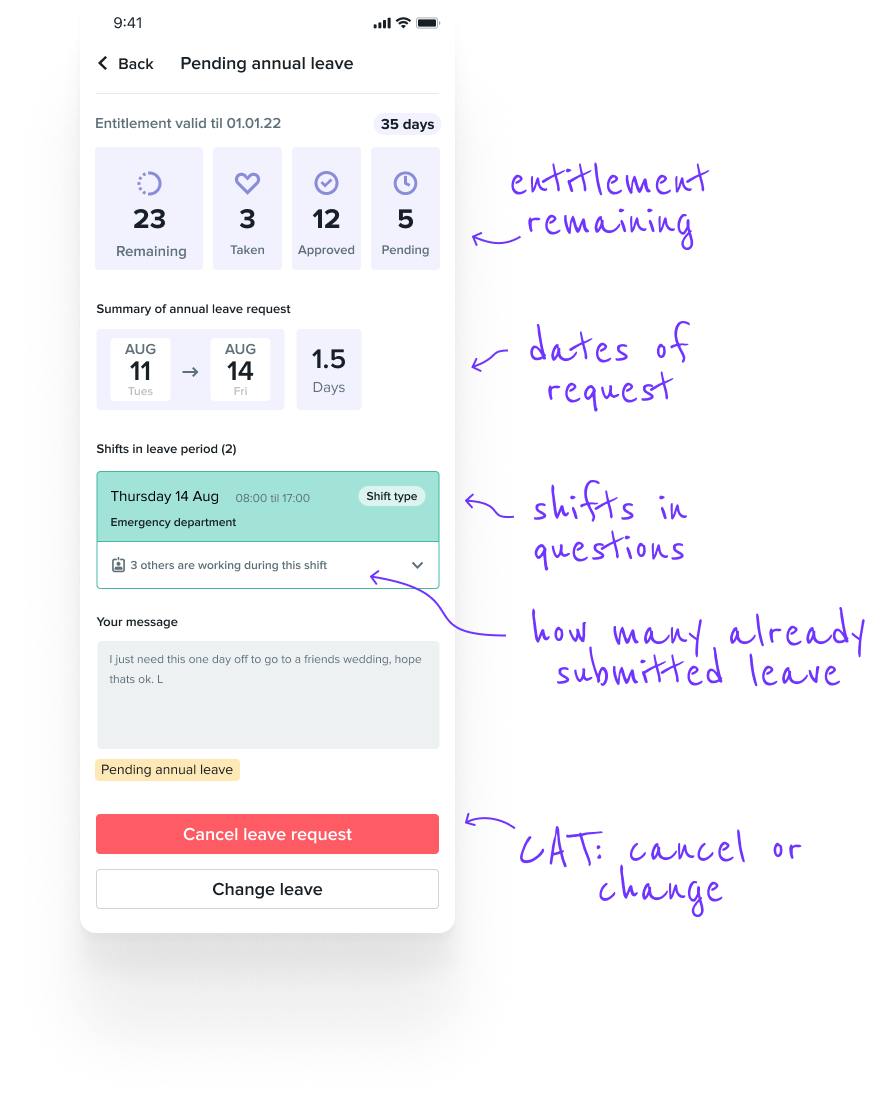 9:41
Back Pending annual leave
Entitlement valid til 01.01.22 35 days
23 3 12 5
Remaining Taken Approved Pending
entitlement
remaining
Summary of annual leave request
AUG AUG
11 → 14 1.5
Tues Fri Days
dates of
request
Shifts in leave period (2)
Thursday 14 Aug 08:00 til 17:00 Shift type
Emergency department
3 others are working during this shift
shifts in
questions
how many already
submitted leave
Your message
I just need this one day off to go to a friends wedding, hope
thats ok. L
Pending annual leave
Cancel leave request
Change leave
CAT: cancel or
change